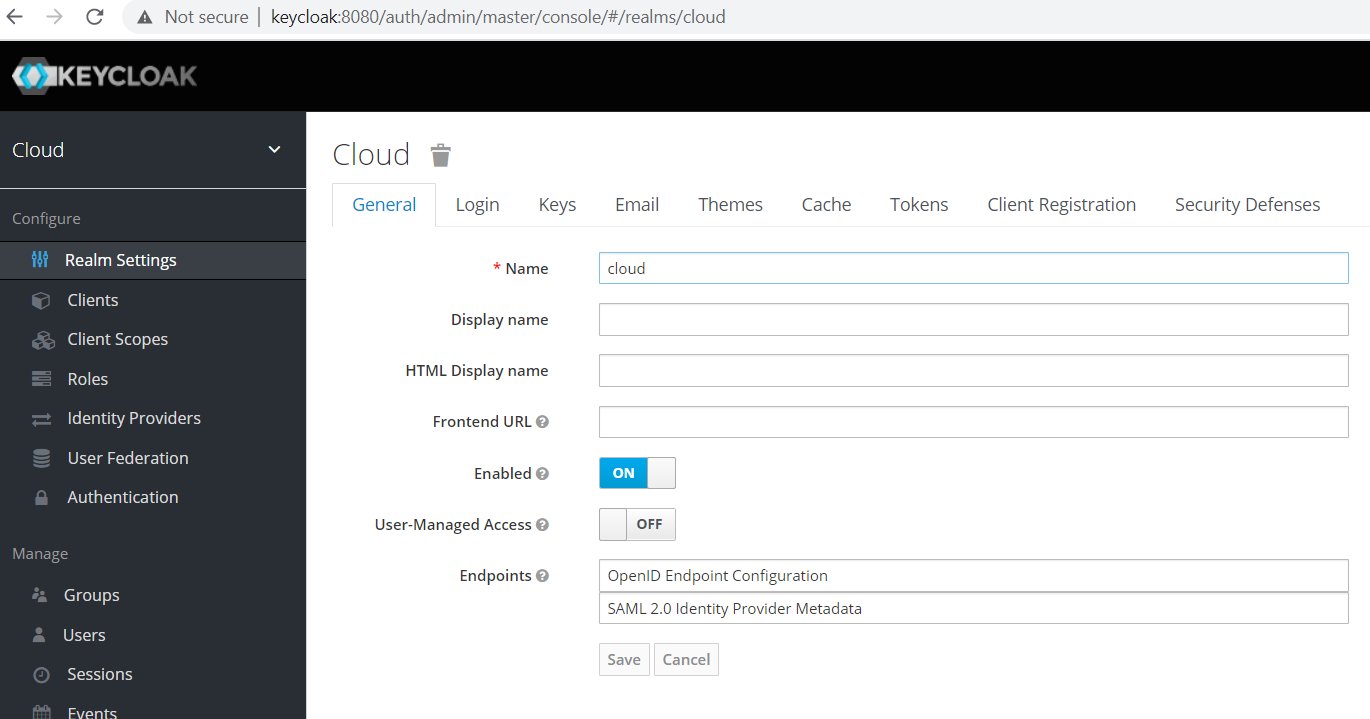 Not secure | keycloak:8080/auth/admin/master/console/#/realms/cloud
KEYCLOAK
Cloud
Configure
Realm Settings
Clients
Client Scopes
Roles
Identity Providers
User Federation
Authentication
Manage
Groups
Users
Sessions
Events
Cloud
General Login Keys Email Themes Cache Tokens Client Registration Security Defenses
* Name cloud
Display name
HTML Display name
Frontend URL
Enabled ON
User-Managed Access OFF
Endpoints OpenID Endpoint Configuration
SAML 2.0 Identity Provider Metadata
Save Cancel